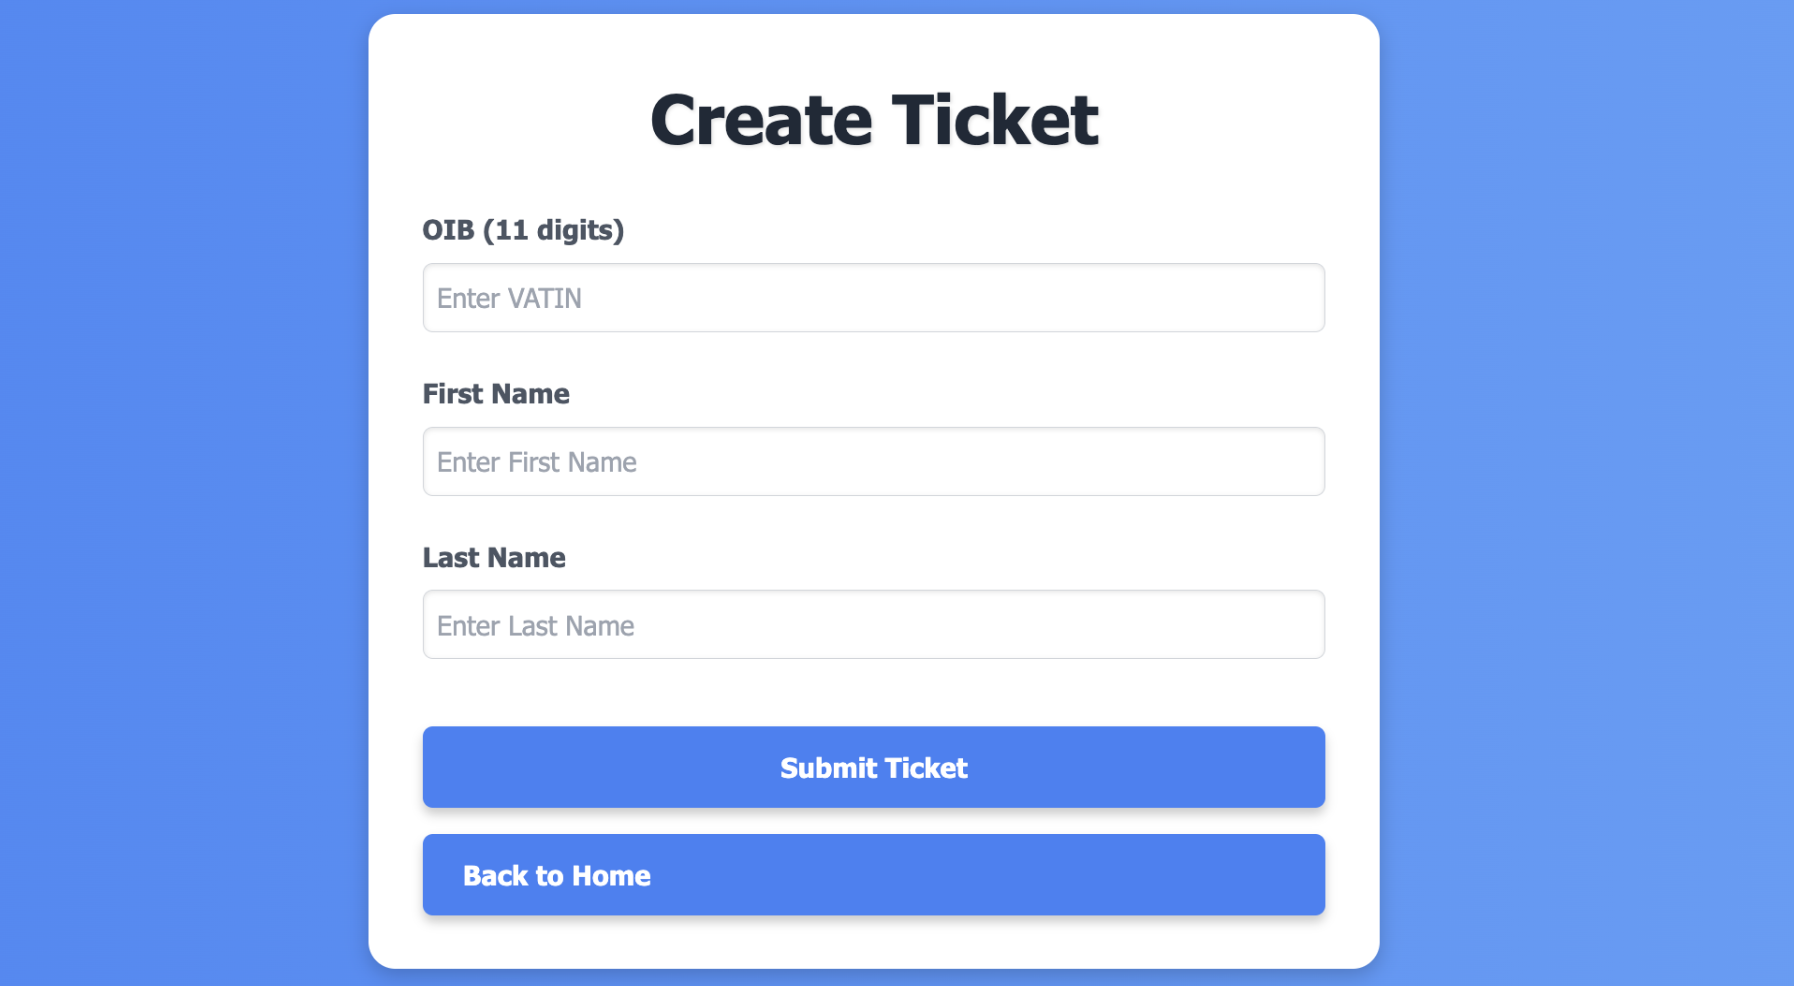 Create Ticket
OIB (11 digits)
Enter VATIN
First Name
Enter First Name
Last Name
Enter Last Name
Submit Ticket
Back to Home